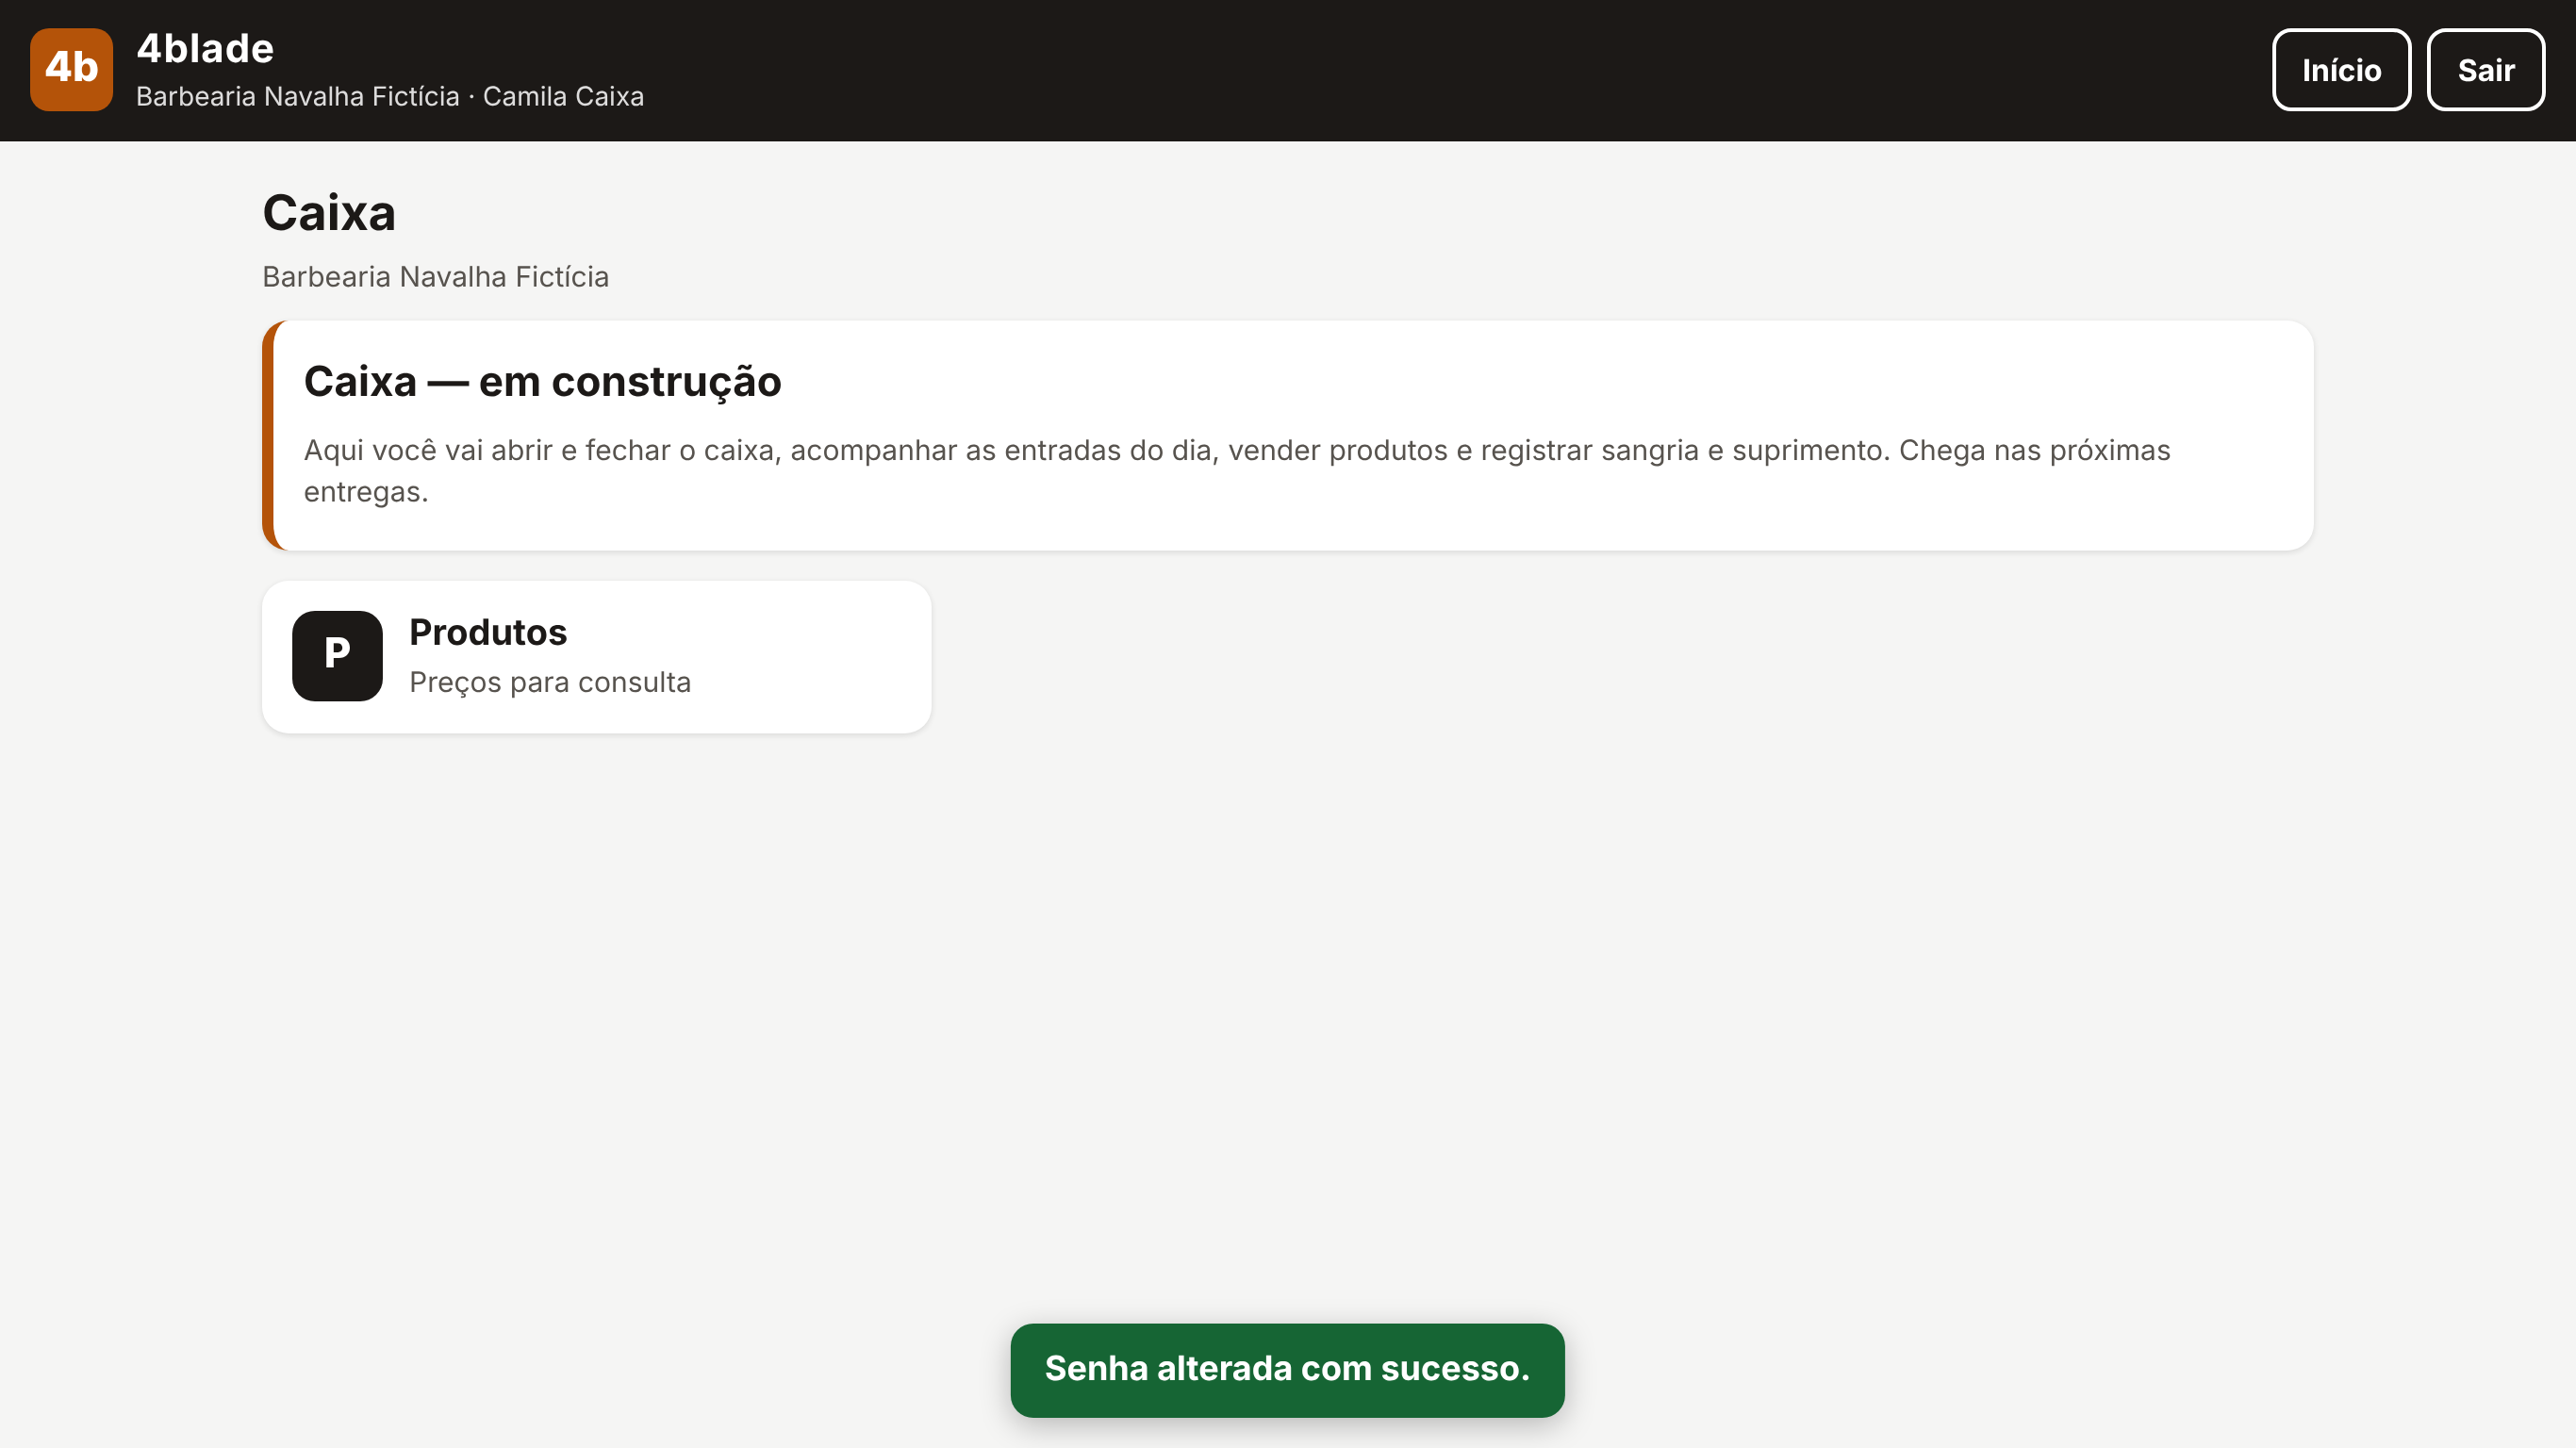 4b
4blade
Barbearia Navalha Fictícia · Camila Caixa
Início
Sair
Caixa
Barbearia Navalha Fictícia
Caixa — em construção
Aqui você vai abrir e fechar o caixa, acompanhar as entradas do dia, vender produtos e registrar sangria e suprimento. Chega nas próximas
entregas.
P
Produtos
Preços para consulta
Senha alterada com sucesso.